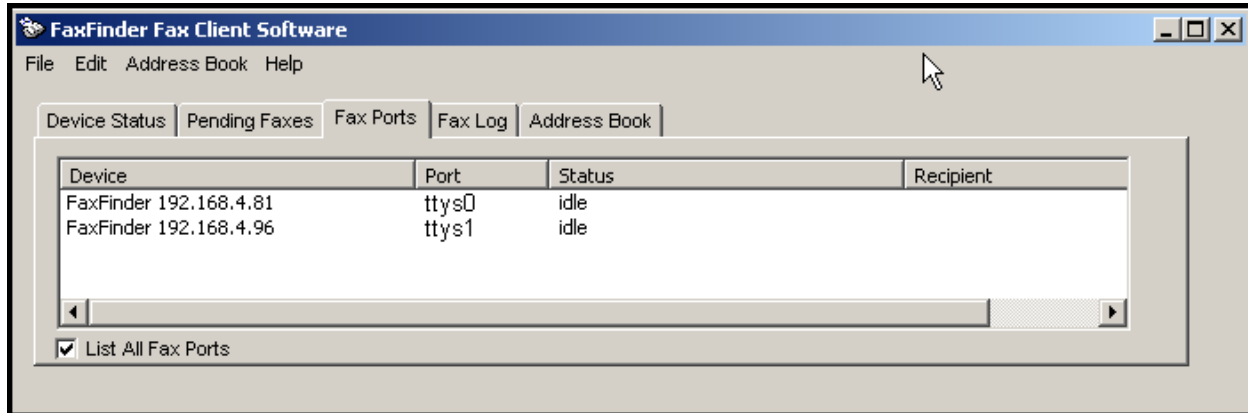 FaxFinder Fax Client Software
File Edit Address Book Help
Device Status Pending Faxes Fax Ports Fax Log Address Book
Device Port Status Recipient
FaxFinder 192.168.4.81 ttys0 idle
FaxFinder 192.168.4.96 ttys1 idle
List All Fax Ports